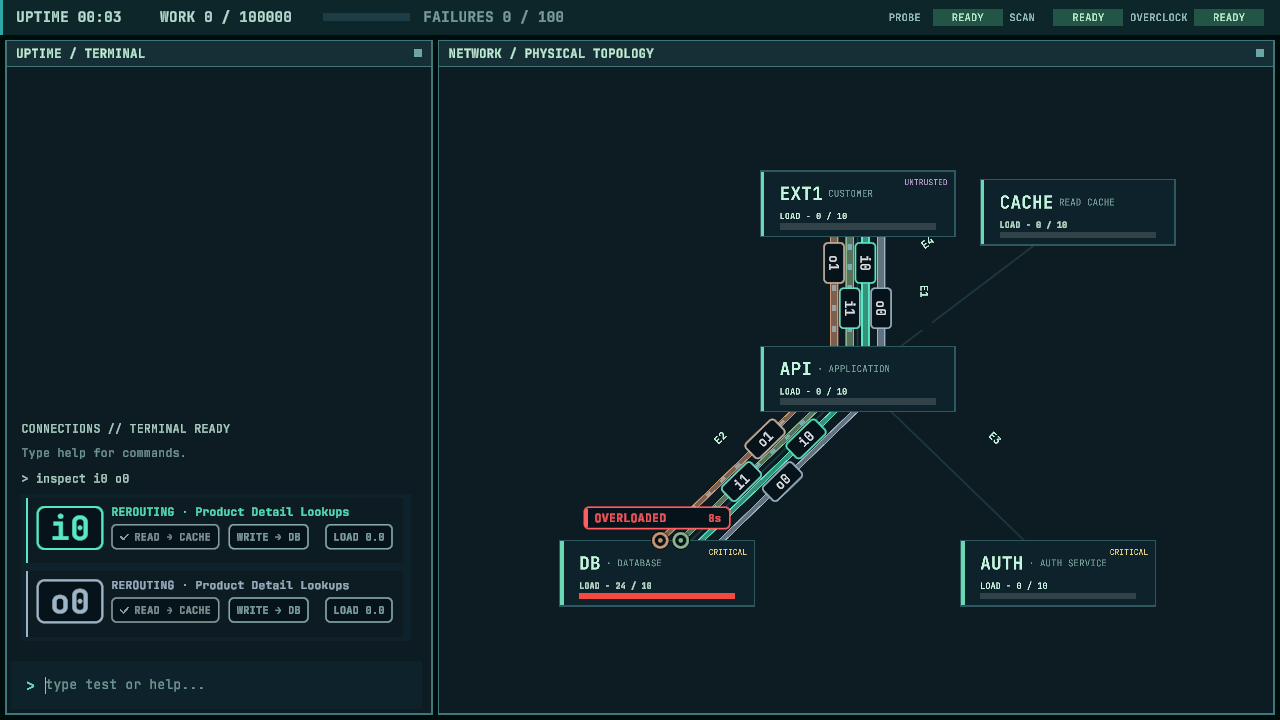 UPTIME 00:03 WORK 0 / 100000 FAILURES 0 / 100 PROBE READY SCAN READY OVERCLOCK READY
UPTIME / TERMINAL
CONNECTIONS // TERMINAL READY
Type help for commands.
> inspect i0 o0
i0 REROUTING · Product Detail Lookups
✓ READ → CACHE WRITE → DB LOAD 0.0
o0 REROUTING · Product Detail Lookups
✓ READ → CACHE WRITE → DB LOAD 0.0
> type test or help...
NETWORK / PHYSICAL TOPOLOGY
UNTRUSTED
EXT1 CUSTOMER
LOAD - 0 / 10
CACHE READ CACHE
LOAD - 0 / 10
E4
o1 i0
E1
i1 o0
API · APPLICATION
LOAD - 0 / 10
E2
o1 i0
E3
i1 o0
OVERLOADED 8s
CRITICAL
DB · DATABASE
LOAD - 24 / 18
CRITICAL
AUTH · AUTH SERVICE
LOAD - 0 / 10